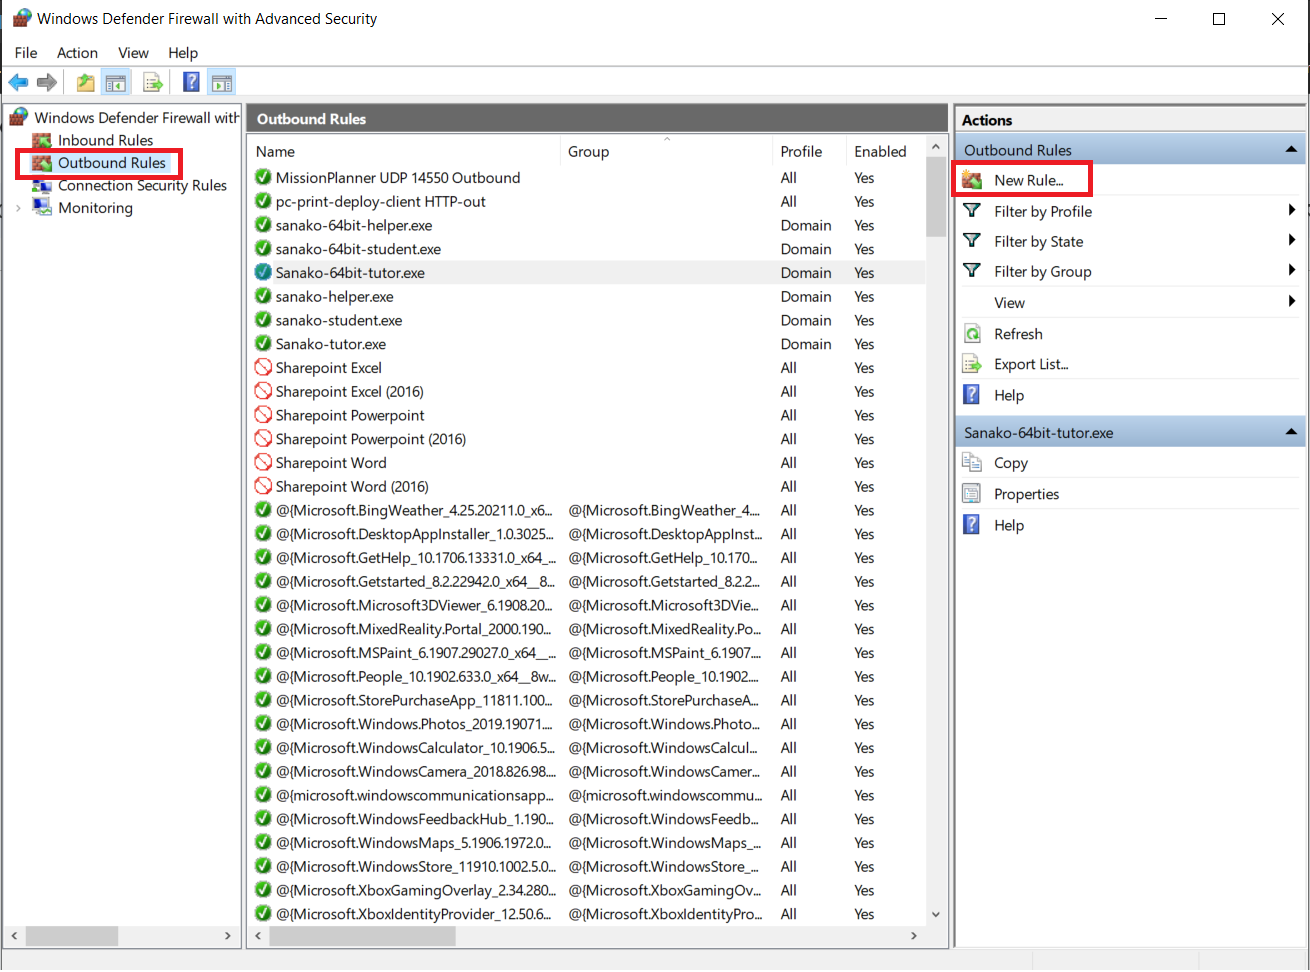 Windows Defender Firewall with Advanced Security
File Action View Help
Windows Defender Firewall with
Inbound Rules
Outbound Rules
Connection Security Rules
Monitoring
Outbound Rules
Name Group Profile Enabled
MissionPlanner UDP 14550 Outbound All Yes
pc-print-deploy-client HTTP-out All Yes
sanako-64bit-helper.exe Domain Yes
sanako-64bit-student.exe Domain Yes
Sanako-64bit-tutor.exe Domain Yes
sanako-helper.exe Domain Yes
sanako-student.exe Domain Yes
Sanako-tutor.exe Domain Yes
Sharepoint Excel All Yes
Sharepoint Excel (2016) All Yes
Sharepoint Powerpoint All Yes
Sharepoint Powerpoint (2016) All Yes
Sharepoint Word All Yes
Sharepoint Word (2016) All Yes
@{Microsoft.BingWeather_4.25.20211.0_x6... @{Microsoft.BingWeather_4.... All Yes
@{Microsoft.DesktopAppInstaller_1.0.3025... @{Microsoft.DesktopAppInst... All Yes
@{Microsoft.GetHelp_10.1706.13331.0_x64_... @{Microsoft.GetHelp_10.170... All Yes
@{Microsoft.Getstarted_8.2.22942.0_x64__8... @{Microsoft.Getstarted_8.2.2... All Yes
@{Microsoft.Microsoft3DViewer_6.1908.20... @{Microsoft.Microsoft3DVie... All Yes
@{Microsoft.MixedReality.Portal_2000.190... @{Microsoft.MixedReality.Po... All Yes
@{Microsoft.MSPaint_6.1907.29027.0_x64__... @{Microsoft.MSPaint_6.1907.... All Yes
@{Microsoft.People_10.1902.633.0_x64__8w... @{Microsoft.People_10.1902.... All Yes
@{Microsoft.StorePurchaseApp_11811.100... @{Microsoft.StorePurchaseA... All Yes
@{Microsoft.Windows.Photos_2019.19071.... @{Microsoft.Windows.Photo... All Yes
@{Microsoft.WindowsCalculator_10.1906.5... @{Microsoft.WindowsCalcul... All Yes
@{Microsoft.WindowsCamera_2018.826.98.... @{Microsoft.WindowsCamer... All Yes
@{microsoft.windowscommunicationsapp... @{microsoft.windowscommu... All Yes
@{Microsoft.WindowsFeedbackHub_1.190... @{Microsoft.WindowsFeedb... All Yes
@{Microsoft.WindowsMaps_5.1906.1972.0... @{Microsoft.WindowsMaps_... All Yes
@{Microsoft.WindowsStore_11910.1002.5.0... @{Microsoft.WindowsStore_... All Yes
@{Microsoft.XboxGamingOverlay_2.34.280... @{Microsoft.XboxGamingOv... All Yes
@{Microsoft.XboxIdentityProvider_12.50.6... @{Microsoft.XboxIdentityPro... All Yes
Actions
Outbound Rules
New Rule...
Filter by Profile
Filter by State
Filter by Group
View
Refresh
Export List...
Help
Sanako-64bit-tutor.exe
Copy
Properties
Help